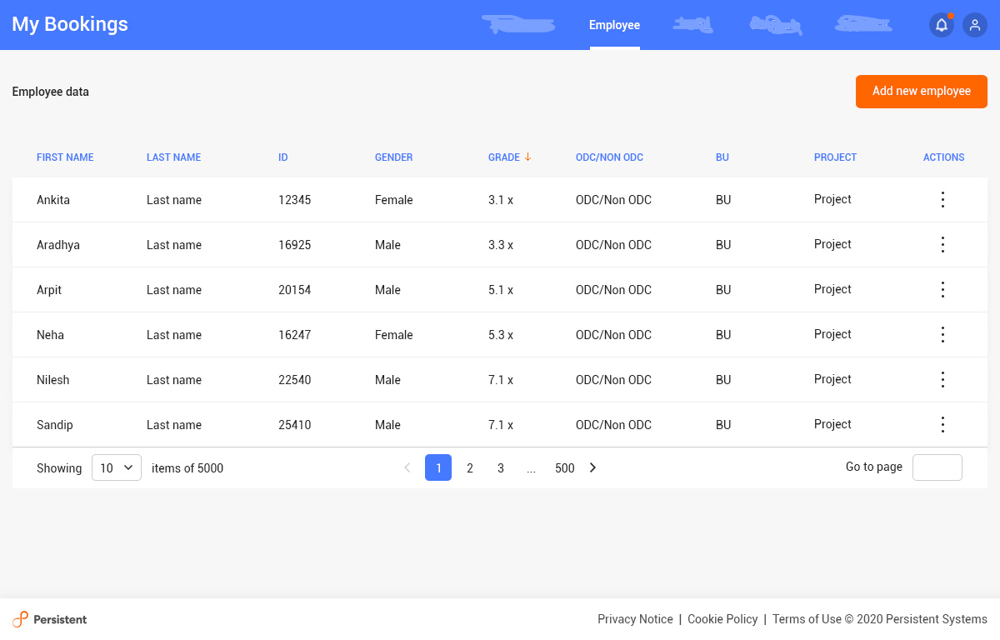 My Bookings
Employee
Employee data
Add new employee
FIRST NAME LAST NAME ID GENDER GRADE ↓ ODC/NON ODC BU PROJECT ACTIONS
Ankita Last name 12345 Female 3.1 x ODC/Non ODC BU Project
Aradhya Last name 16925 Male 3.3 x ODC/Non ODC BU Project
Arpit Last name 20154 Male 5.1 x ODC/Non ODC BU Project
Neha Last name 16247 Female 5.3 x ODC/Non ODC BU Project
Nilesh Last name 22540 Male 7.1 x ODC/Non ODC BU Project
Sandip Last name 25410 Male 7.1 x ODC/Non ODC BU Project
Showing 10 items of 5000 1 2 3 ... 500 Go to page
Persistent
Privacy Notice | Cookie Policy | Terms of Use © 2020 Persistent Systems